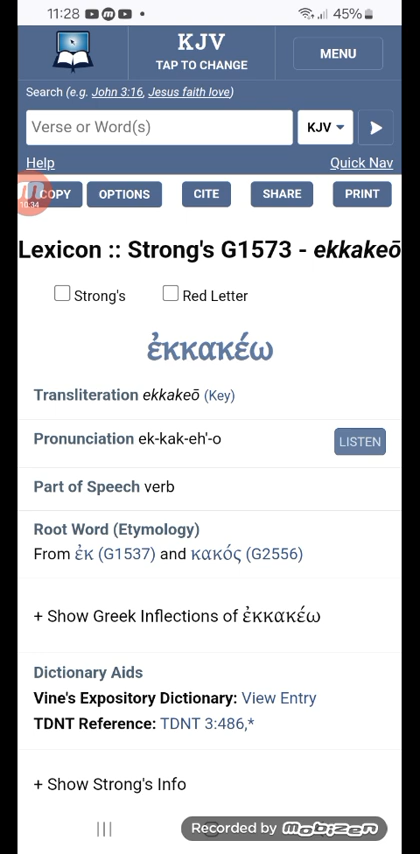 11:28
45%
KJV
TAP TO CHANGE
MENU
Search (e.g. John 3:16, Jesus faith love)
Verse or Word(s)
KJV
Help
Quick Nav
COPY
OPTIONS
CITE
SHARE
PRINT
10:34
Lexicon :: Strong's G1573 - ekkakeō
Strong's
Red Letter
ἐκκακέω
Transliteration ekkakeō (Key)
Pronunciation ek-kak-eh'-o
LISTEN
Part of Speech verb
Root Word (Etymology)
From ἐκ (G1537) and κακός (G2556)
+ Show Greek Inflections of ἐκκακέω
Dictionary Aids
Vine's Expository Dictionary: View Entry
TDNT Reference: TDNT 3:486,*
+ Show Strong's Info
Recorded by mobizen